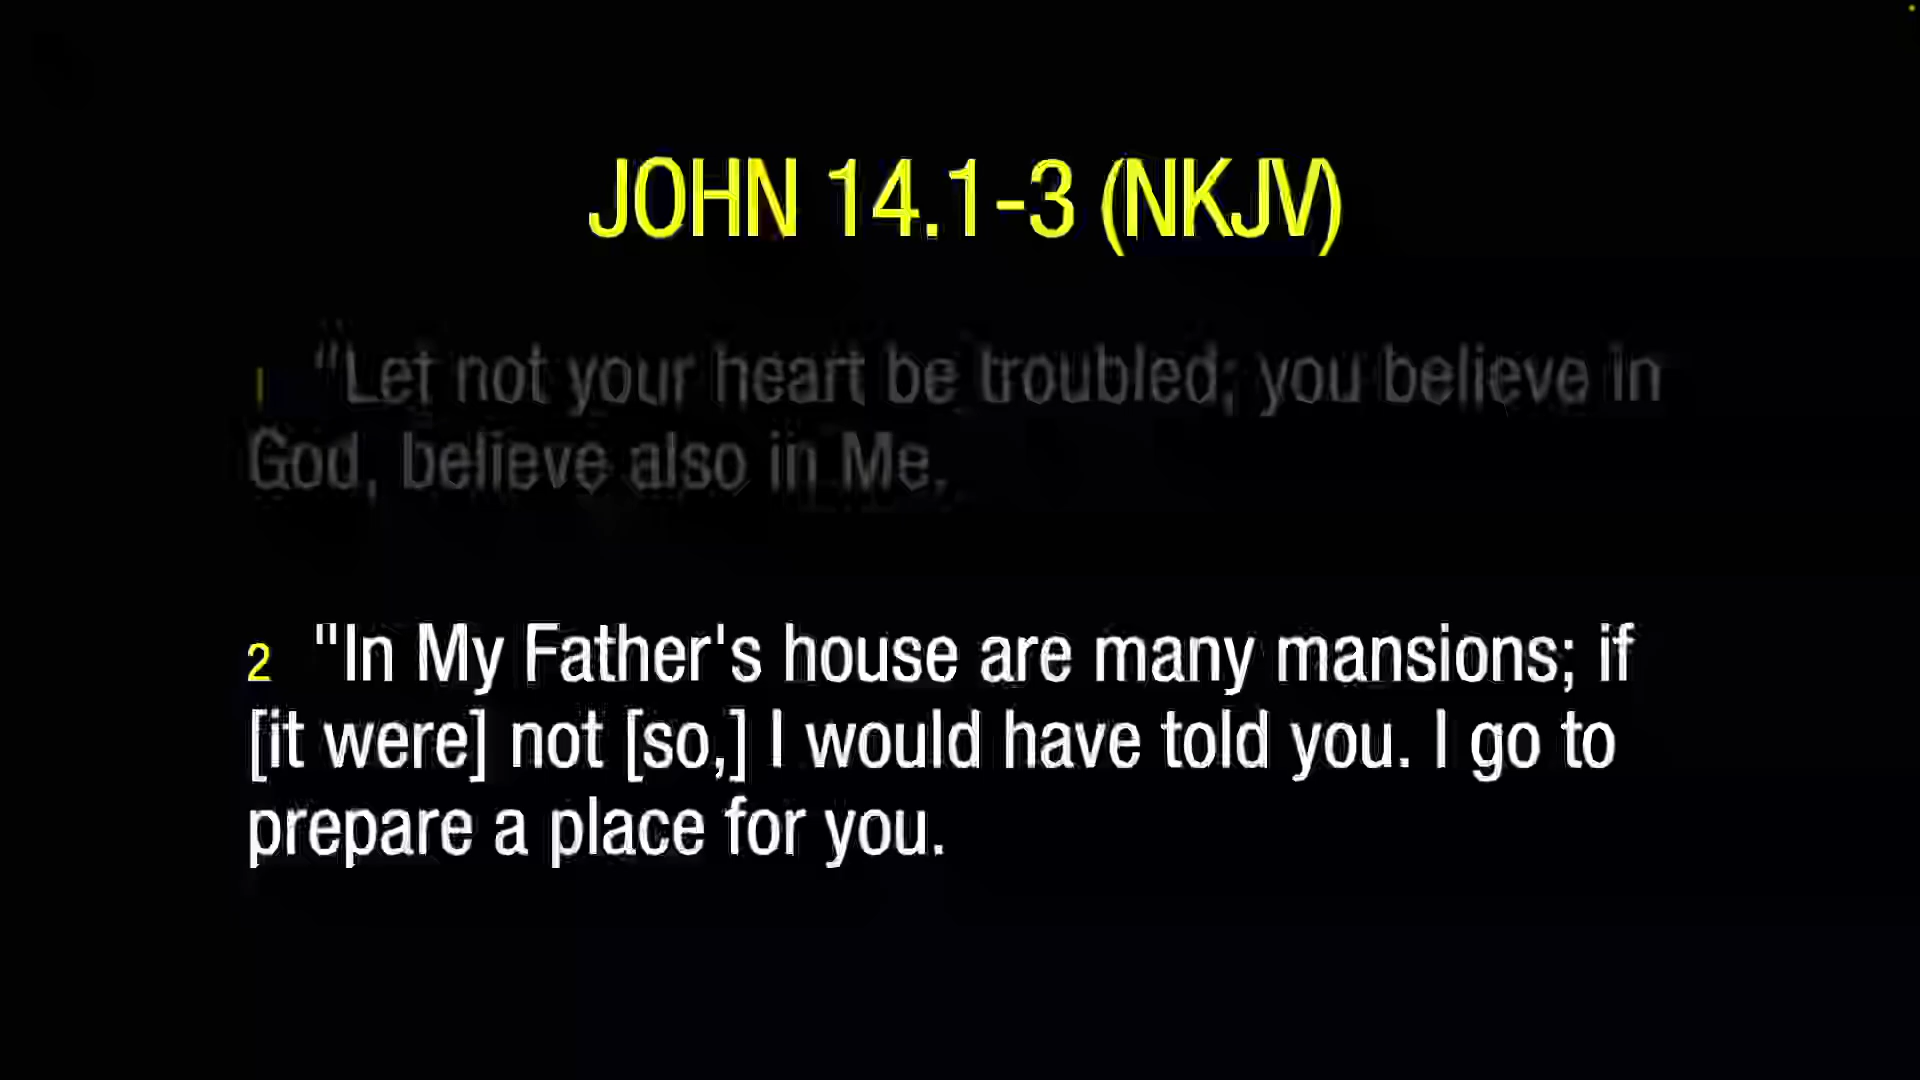 JOHN 14.1-3 (NKJV)
1 "Let not your heart be troubled; you believe in
God, believe also in Me.
2 "In My Father's house are many mansions; if
[it were] not [so,] I would have told you. I go to
prepare a place for you.